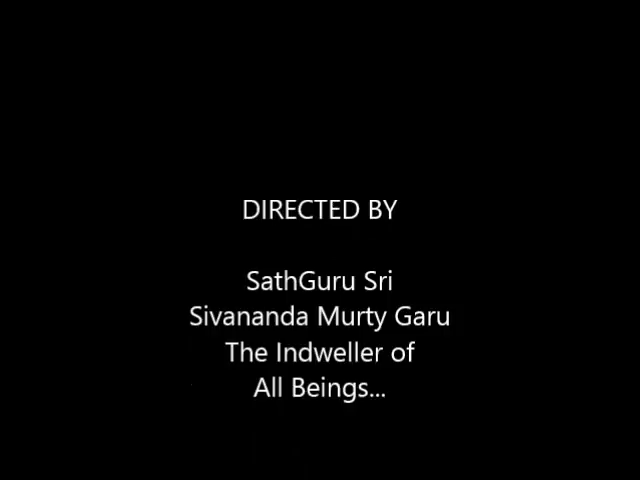 DIRECTED BY
SathGuru Sri
Sivananda Murty Garu
The Indweller of
All Beings...